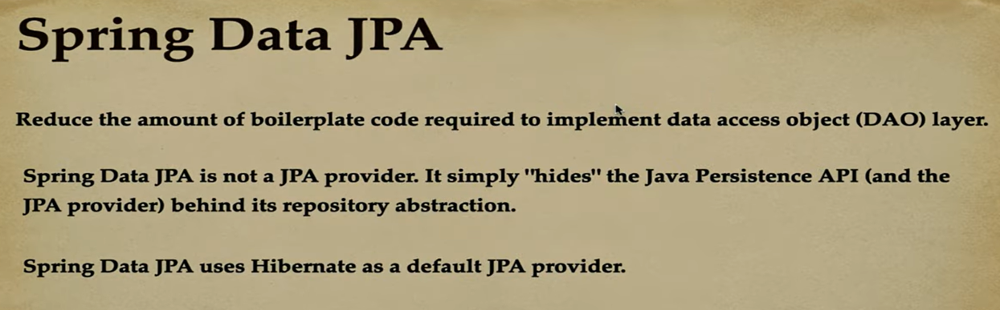 Spring Data JPA
Reduce the amount of boilerplate code required to implement data access object (DAO) layer.
Spring Data JPA is not a JPA provider. It simply "hides" the Java Persistence API (and the
JPA provider) behind its repository abstraction.
Spring Data JPA uses Hibernate as a default JPA provider.